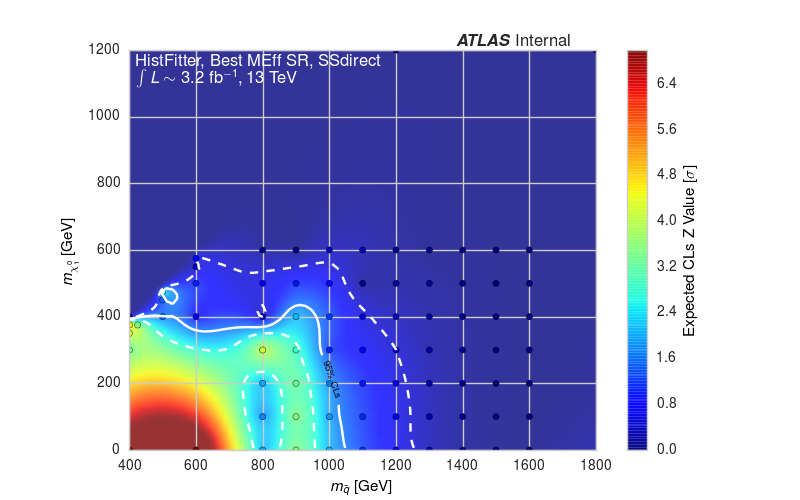 ATLAS Internal
HistFitter, Best MEff SR, SSdirect
∫ L ∼ 3.2 fb⁻¹, 13 TeV
1200
1000
800
600
400
200
0
m_χ̃₁⁰ [GeV]
95% CLs
400 600 800 1000 1200 1400 1600 1800
m_q̃ [GeV]
6.4
5.6
4.8
4.0
3.2
2.4
1.6
0.8
0.0
Expected CLs Z Value [σ]